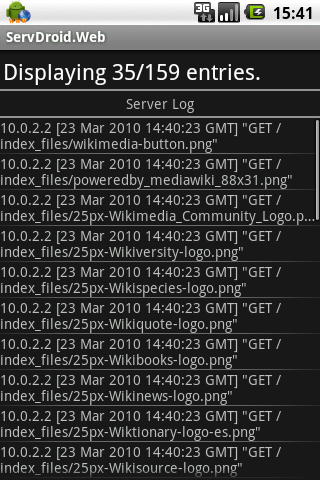 3G
15:41
ServDroid.Web
Displaying 35/159 entries.
Server Log
10.0.2.2 [23 Mar 2010 14:40:23 GMT] "GET /
index_files/wikimedia-button.png"
10.0.2.2 [23 Mar 2010 14:40:23 GMT] "GET /
index_files/poweredby_mediawiki_88x31.png"
10.0.2.2 [23 Mar 2010 14:40:23 GMT] "GET /
index_files/25px-Wikimedia_Community_Logo.p...
10.0.2.2 [23 Mar 2010 14:40:23 GMT] "GET /
index_files/25px-Wikiversity-logo.png"
10.0.2.2 [23 Mar 2010 14:40:23 GMT] "GET /
index_files/25px-Wikispecies-logo.png"
10.0.2.2 [23 Mar 2010 14:40:23 GMT] "GET /
index_files/25px-Wikiquote-logo.png"
10.0.2.2 [23 Mar 2010 14:40:23 GMT] "GET /
index_files/25px-Wikibooks-logo.png"
10.0.2.2 [23 Mar 2010 14:40:23 GMT] "GET /
index_files/25px-Wikinews-logo.png"
10.0.2.2 [23 Mar 2010 14:40:23 GMT] "GET /
index_files/25px-Wiktionary-logo-es.png"
10.0.2.2 [23 Mar 2010 14:40:23 GMT] "GET /
index_files/25px-Wikisource-logo.png"